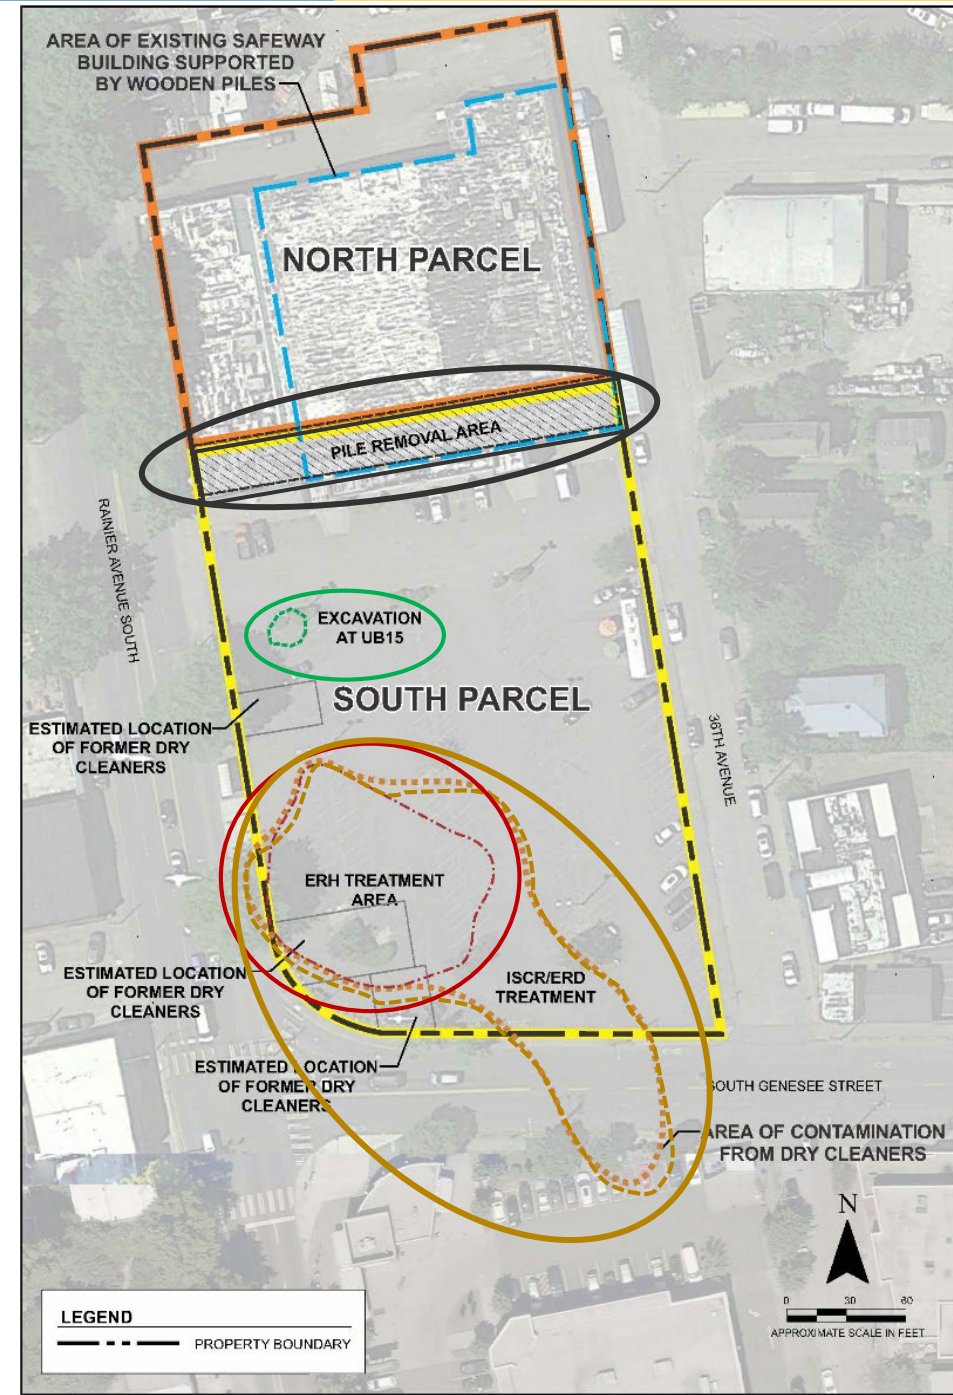 AREA OF EXISTING SAFEWAY
BUILDING SUPPORTED
BY WOODEN PILES
NORTH PARCEL
PILE REMOVAL AREA
RAINIER AVENUE SOUTH
EXCAVATION
AT UB15
SOUTH PARCEL
ESTIMATED LOCATION
OF FORMER DRY
CLEANERS
36TH AVENUE
ERH TREATMENT
AREA
ESTIMATED LOCATION
OF FORMER DRY
CLEANERS
ISCR/ERD
TREATMENT
ESTIMATED LOCATION
OF FORMER DRY
CLEANERS
SOUTH GENESEE STREET
AREA OF CONTAMINATION
FROM DRY CLEANERS
N
0 30 60
APPROXIMATE SCALE IN FEET
LEGEND
PROPERTY BOUNDARY